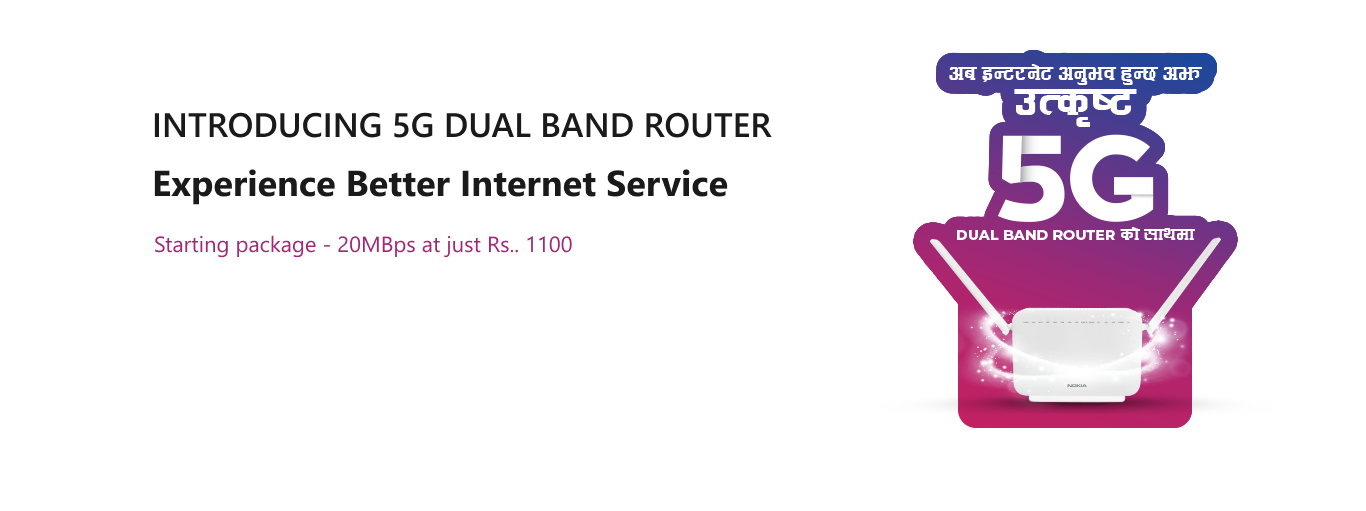 INTRODUCING 5G DUAL BAND ROUTER
Experience Better Internet Service
Starting package - 20MBps at just Rs.. 1100
अब इन्टरनेट अनुभव हुन्छ अझ
उत्कृष्ट
5G
DUAL BAND ROUTER को साथमा
NOKIA